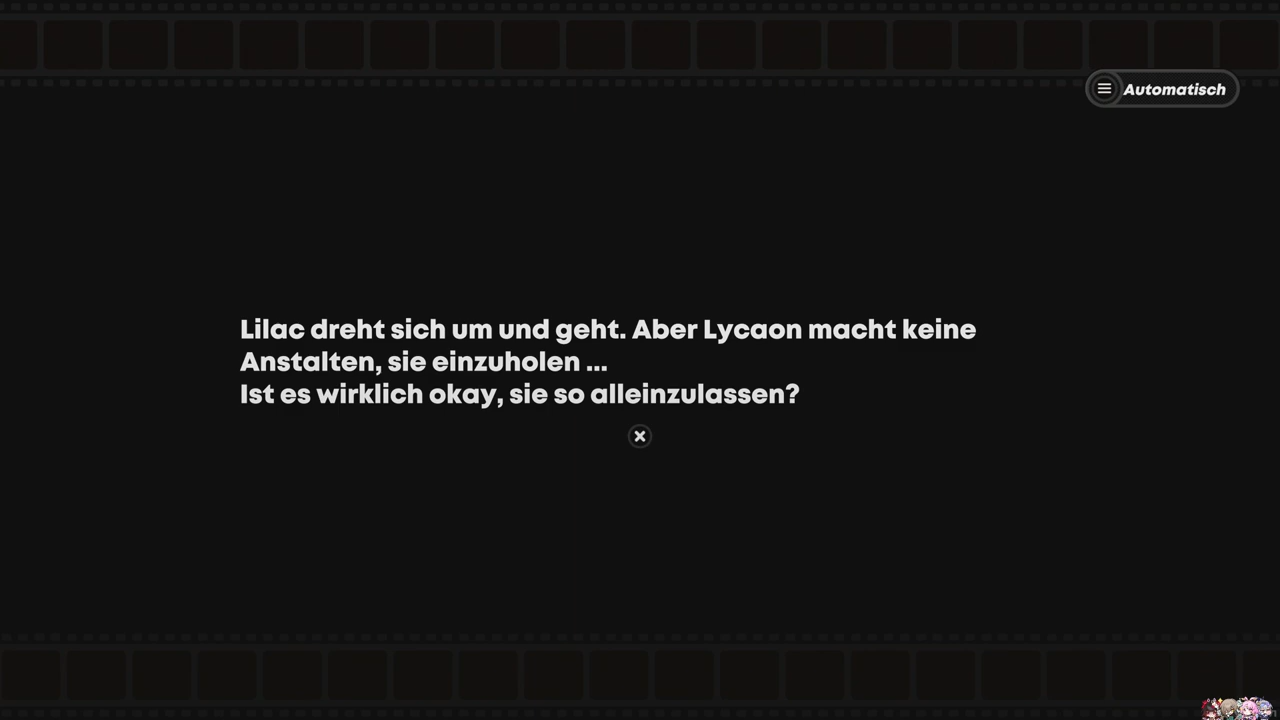 Automatisch
Lilac dreht sich um und geht. Aber Lycaon macht keine
Anstalten, sie einzuholen ...
Ist es wirklich okay, sie so alleinzulassen?